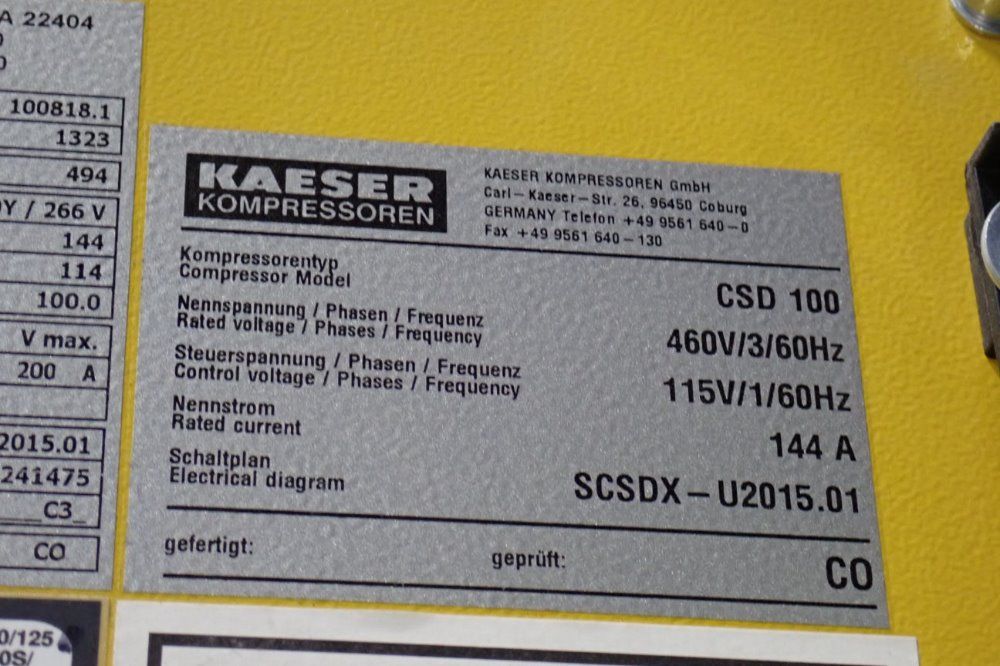 A 22404
100818.1
1323
494
Y / 266 V
144
114
100.0
V max.
200 A
2015.01
241475
C3_
CO
0/125
0S/
KAESER
KOMPRESSOREN
KAESER KOMPRESSOREN GmbH
Carl-Kaeser-Str. 26, 96450 Coburg
GERMANY Telefon +49 9561 640-0
Fax +49 9561 640-130
Kompressorentyp
Compressor Model
CSD 100
Nennspannung / Phasen / Frequenz
Rated voltage / Phases / Frequency
460V/3/60Hz
Steuerspannung / Phasen / Frequenz
Control voltage / Phases / Frequency
115V/1/60Hz
Nennstrom
Rated current
144 A
Schaltplan
Electrical diagram
SCSDX-U2015.01
gefertigt: geprüft: CO